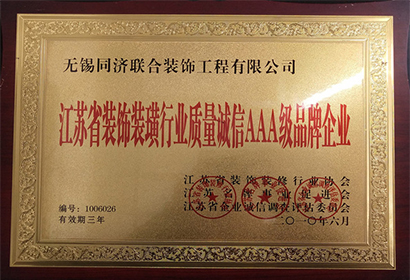 无锡同济联合装饰工程有限公司
江苏省装饰装璜行业质量诚信AAA级品牌企业
江苏省装饰装修行业协会
江苏省 事业促进会
江苏省企业诚信调查评估委员会
编号：1006026
有效期三年
二〇一〇年六月